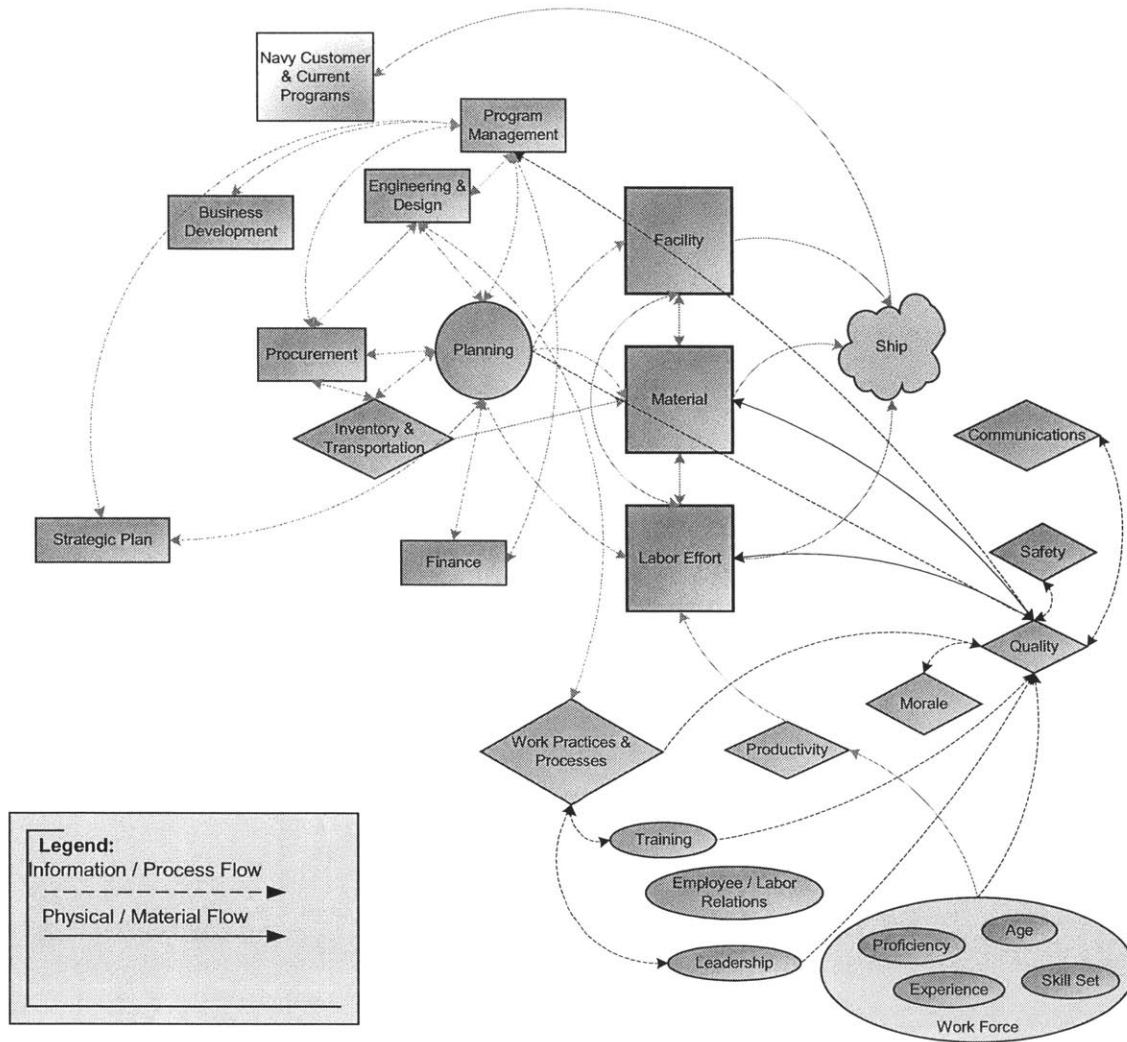 Navy Customer
& Current
Programs
Program
Management
Engineering &
Design
Business
Development
Facility
Procurement
Planning
Ship
Material
Inventory &
Transportation
Communications
Strategic Plan
Finance
Labor Effort
Safety
Quality
Morale
Work Practices &
Processes
Productivity
Training
Employee / Labor
Relations
Leadership
Proficiency
Age
Experience
Skill Set
Work Force
Legend:
Information / Process Flow
Physical / Material Flow